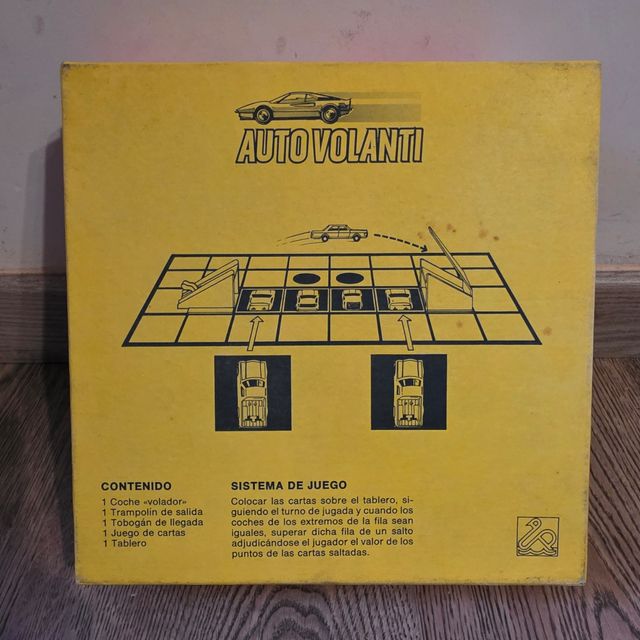 AUTO VOLANTI
CONTENIDO
1 Coche «volador»
1 Trampolín de salida
1 Tobogán de llegada
1 Juego de cartas
1 Tablero
SISTEMA DE JUEGO
Colocar las cartas sobre el tablero, si-
guiendo el turno de jugada y cuando los
coches de los extremos de la fila sean
iguales, superar dicha fila de un salto
adjudicándose el jugador el valor de los
puntos de las cartas saltadas.